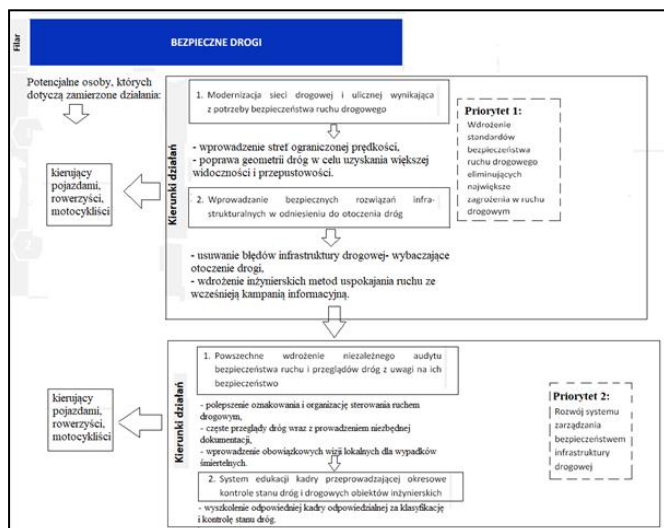 Filar
BEZPIECZNE DROGI
Potencjalne osoby, których
dotyczą zamierzone działania:
kierujący
pojazdami,
rowerzyści,
motocykliści
Kierunki działań
1. Modernizacja sieci drogowej i ulicznej wynikająca
z potrzeby bezpieczeństwa ruchu drogowego
- wprowadzenie stref ograniczonej prędkości,
- poprawa geometrii dróg w celu uzyskania większej
widoczności i przepustowości.
2. Wprowadzanie bezpiecznych rozwiązań infra-
strukturalnych w odniesieniu do otoczenia dróg
- usuwanie błędów infrastruktury drogowej- wybaczające
otoczenie drogi,
- wdrożenie inżynierskich metod uspokajania ruchu ze
wcześnieją kampanią informacyjną.
Priorytet 1:
Wdrożenie
standardów
bezpieczeństwa
ruchu drogowego
eliminujących
największe
zagrożenia w ruchu
drogowym
kierujący
pojazdami,
rowerzyści,
motocykliści
Kierunki działań
1. Powszechne wdrożenie niezależnego audytu
bezpieczeństwa ruchu i przeglądów dróg z uwagi na ich
bezpieczeństwo
- polepszenie oznakowania i organizację sterowania ruchem
drogowym,
- częste przeglądy dróg wraz z prowadzeniem niezbędnej
dokumentacji,
- wprowadzenie obowiązkowych wizji lokalnych dla wypadków
śmiertelnych.
2. System edukacji kadry przeprowadzającej okresowe
kontrole stanu dróg i drogowych obiektów inżynierskich
- wyszkolenie odpowiedniej kadry odpowiedzialnej za klasyfikację
i kontrolę stanu dróg.
Priorytet 2:
Rozwój systemu
zarządzania
bezpieczeństwem
infrastruktury
drogowej